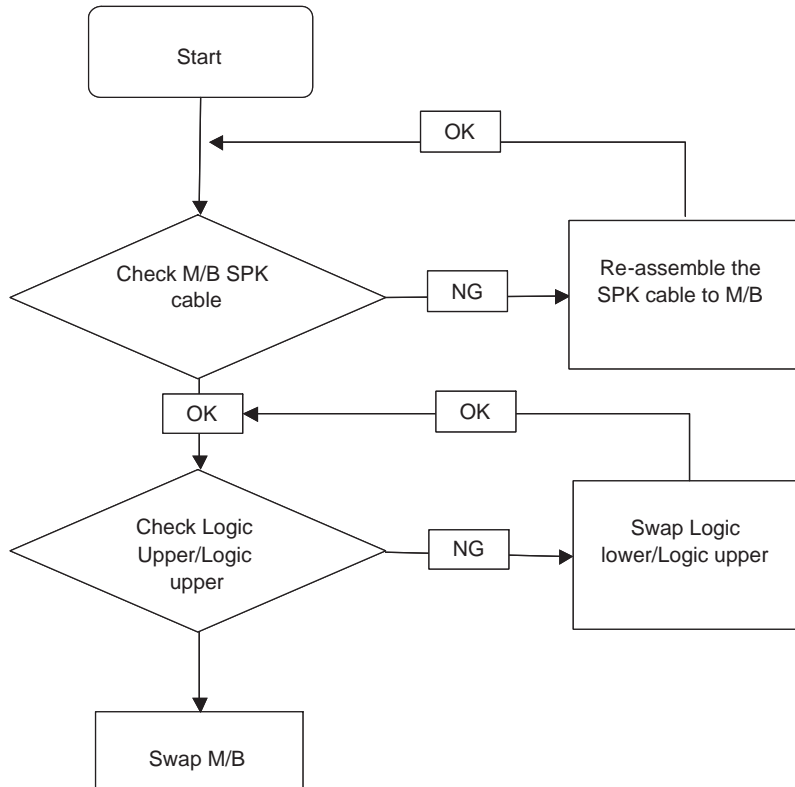 Start
OK
Check M/B SPK
cable
NG
Re-assemble the
SPK cable to M/B
OK
OK
Check Logic
Upper/Logic
upper
NG
Swap Logic
lower/Logic upper
Swap M/B